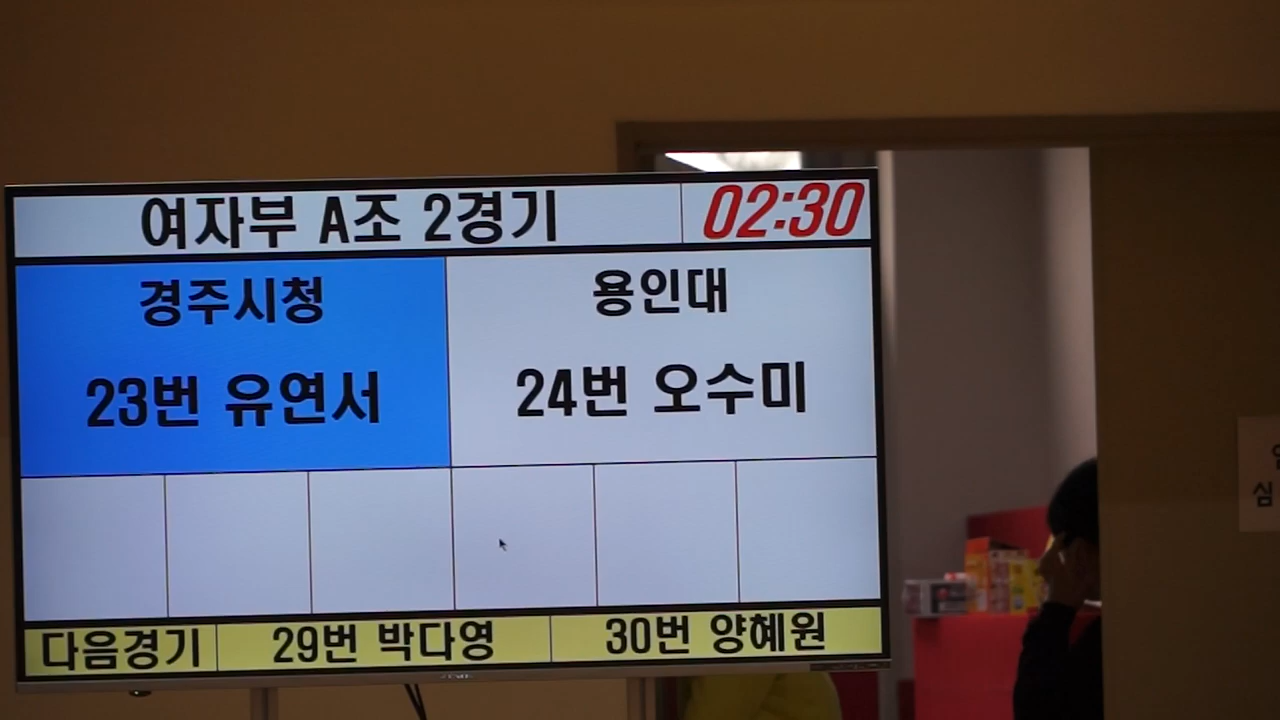 여자부 A조 2경기
02:30
경주시청
용인대
23번 유연서
24번 오수미
다음경기
29번 박다영
30번 양혜원
심